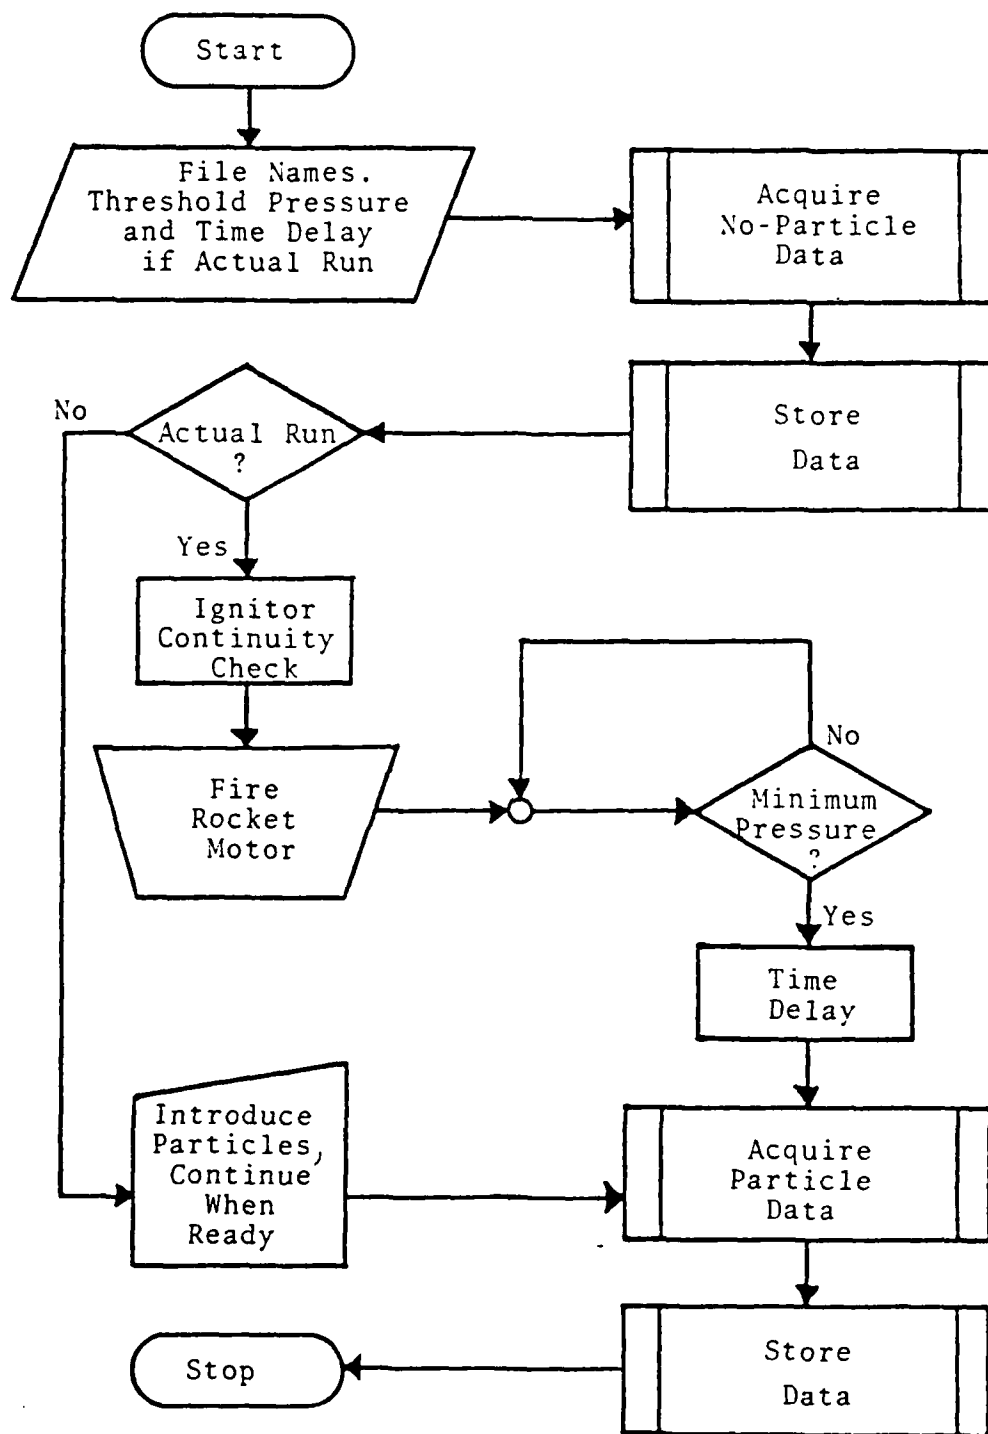 Start
File Names.
Threshold Pressure
and Time Delay
if Actual Run
Acquire
No-Particle
Data
Store
Data
No
Actual Run
?
Yes
Ignitor
Continuity
Check
Fire
Rocket
Motor
No
Minimum
Pressure
?
Yes
Time
Delay
Introduce
Particles,
Continue
When
Ready
Acquire
Particle
Data
Store
Data
Stop